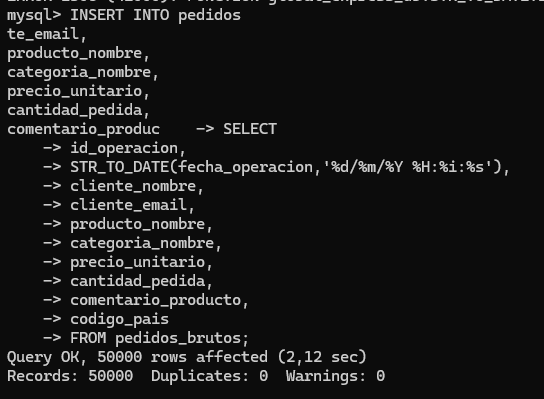 mysql> INSERT INTO pedidos
te_email,
producto_nombre,
categoria_nombre,
precio_unitario,
cantidad_pedida,
comentario_produc    -> SELECT
    -> id_operacion,
    -> STR_TO_DATE(fecha_operacion,'%d/%m/%Y %H:%i:%s'),
    -> cliente_nombre,
    -> cliente_email,
    -> producto_nombre,
    -> categoria_nombre,
    -> precio_unitario,
    -> cantidad_pedida,
    -> comentario_producto,
    -> codigo_pais
    -> FROM pedidos_brutos;
Query OK, 50000 rows affected (2,12 sec)
Records: 50000  Duplicates: 0  Warnings: 0